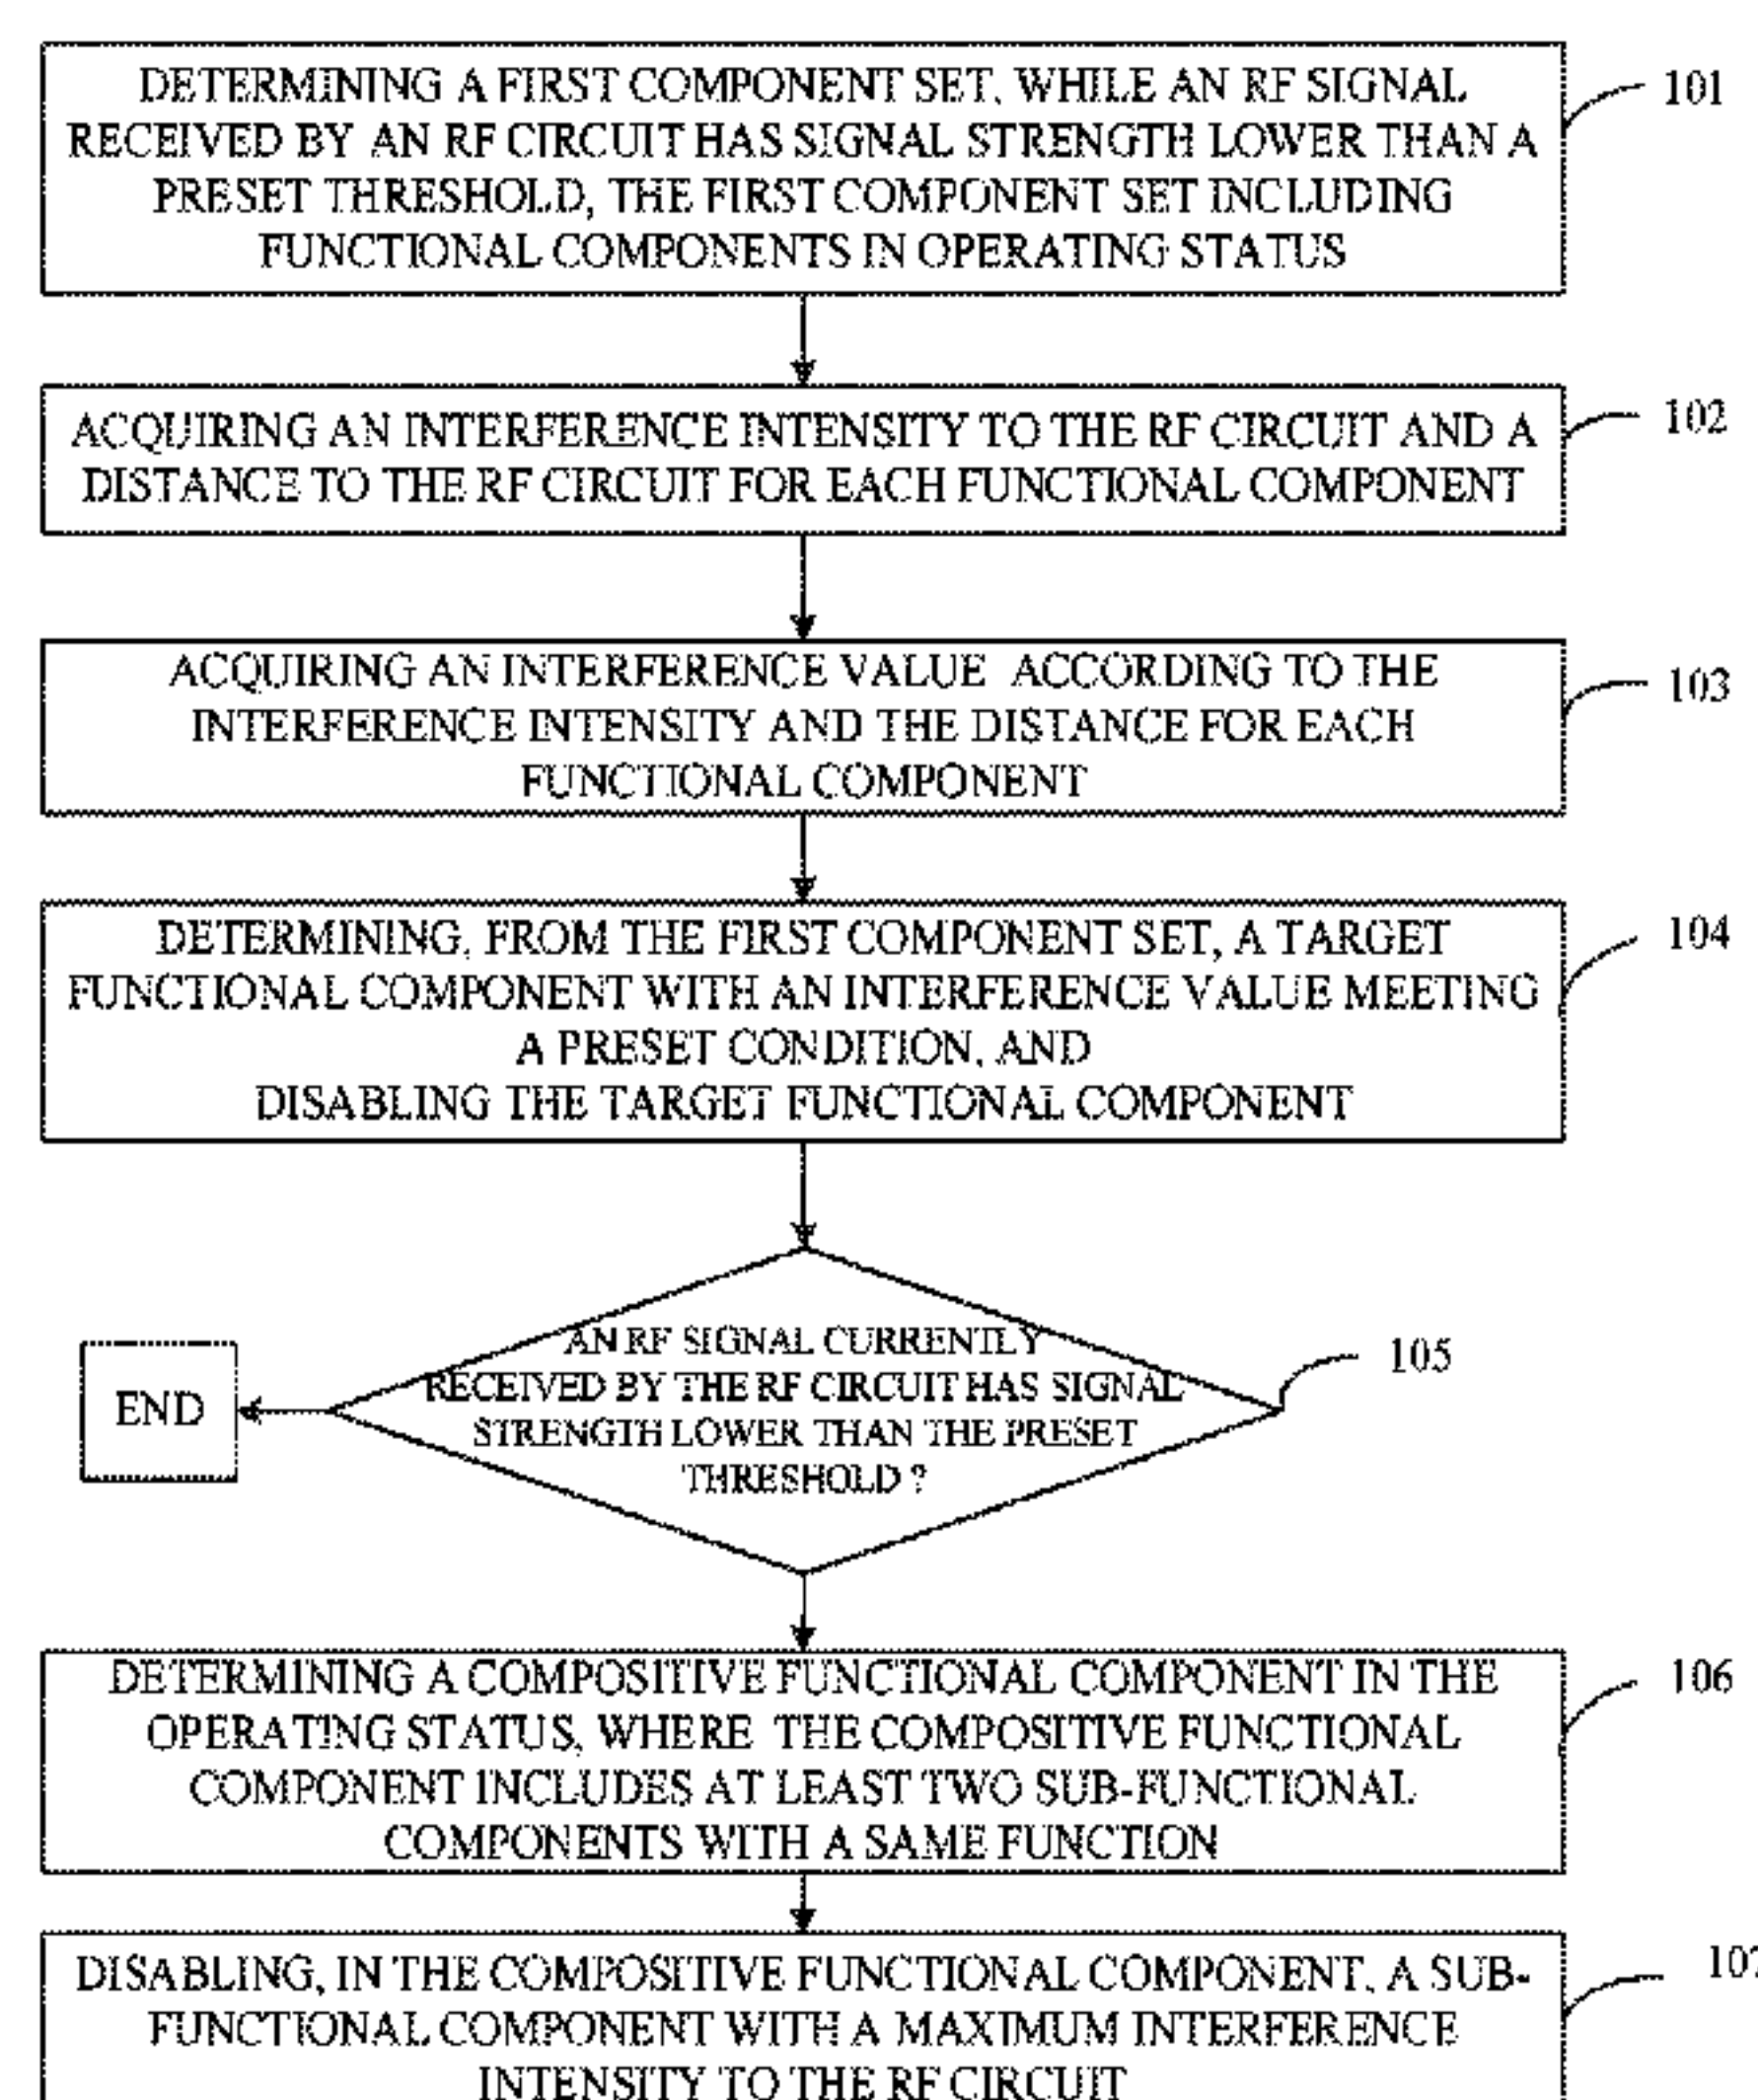 DETERMINING A FIRST COMPONENT SET, WHILE AN RF SIGNAL
RECEIVED BY AN RF CIRCUIT HAS SIGNAL STRENGTH LOWER THAN A
PRESET THRESHOLD, THE FIRST COMPONENT SET INCLUDING
FUNCTIONAL COMPONENTS IN OPERATING STATUS
101
ACQUIRING AN INTERFERENCE INTENSITY TO THE RF CIRCUIT AND A
DISTANCE TO THE RF CIRCUIT FOR EACH FUNCTIONAL COMPONENT
102
ACQUIRING AN INTERFERENCE VALUE ACCORDING TO THE
INTERFERENCE INTENSITY AND THE DISTANCE FOR EACH
FUNCTIONAL COMPONENT
103
DETERMINING, FROM THE FIRST COMPONENT SET, A TARGET
FUNCTIONAL COMPONENT WITH AN INTERFERENCE VALUE MEETING
A PRESET CONDITION, AND
DISABLING THE TARGET FUNCTIONAL COMPONENT
104
AN RF SIGNAL CURRENTLY
RECEIVED BY THE RF CIRCUIT HAS SIGNAL
STRENGTH LOWER THAN THE PRESET
THRESHOLD ?
105
END
DETERMINING A COMPOSITIVE FUNCTIONAL COMPONENT IN THE
OPERATING STATUS, WHERE THE COMPOSITIVE FUNCTIONAL
COMPONENT INCLUDES AT LEAST TWO SUB-FUNCTIONAL
COMPONENTS WITH A SAME FUNCTION
106
DISABLING, IN THE COMPOSITIVE FUNCTIONAL COMPONENT, A SUB-
FUNCTIONAL COMPONENT WITH A MAXIMUM INTERFERENCE
INTENSITY TO THE RF CIRCUIT
107